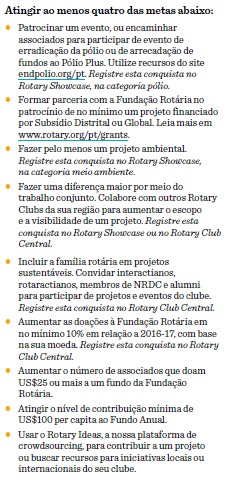 Atingir ao menos quatro das metas abaixo:
• Patrocinar um evento, ou encaminhar
associados para participar de evento de
erradicação da pólio ou de arrecadação de
fundos ao Pólio Plus. Utilize recursos do site
endpolio.org/pt. Registre esta conquista no
Rotary Showcase, na categoria pólio.
• Formar parceria com a Fundação Rotária no
patrocínio de no mínimo um projeto financiado
por Subsídio Distrital ou Global. Leia mais em
www.rotary.org/pt/grants.
• Fazer pelo menos um projeto ambiental.
Registre esta conquista no Rotary Showcase,
na categoria meio ambiente.
• Fazer uma diferença maior por meio do
trabalho conjunto. Colabore com outros Rotary
Clubs da sua região para aumentar o escopo
e a visibilidade de um projeto. Registre esta
conquista no Rotary Showcase ou no Rotary Club
Central.
• Incluir a família rotária em projetos
sustentáveis. Convidar interactianos,
rotaractianos, membros de NRDC e alumni
para participar de projetos e eventos do clube.
Registre esta conquista no Rotary Club Central.
• Aumentar as doações à Fundação Rotária em
no mínimo 10% em relação a 2016-17, com base
na sua moeda. Registre esta conquista no Rotary
Club Central.
• Aumentar o número de associados que doam
US$25 ou mais a um fundo da Fundação
Rotária.
• Atingir o nível de contribuição mínima de
US$100 per capita ao Fundo Anual.
• Usar o Rotary Ideas, a nossa plataforma de
crowdsourcing, para contribuir a um projeto
ou buscar recursos para iniciativas locais ou
internacionais do seu clube.